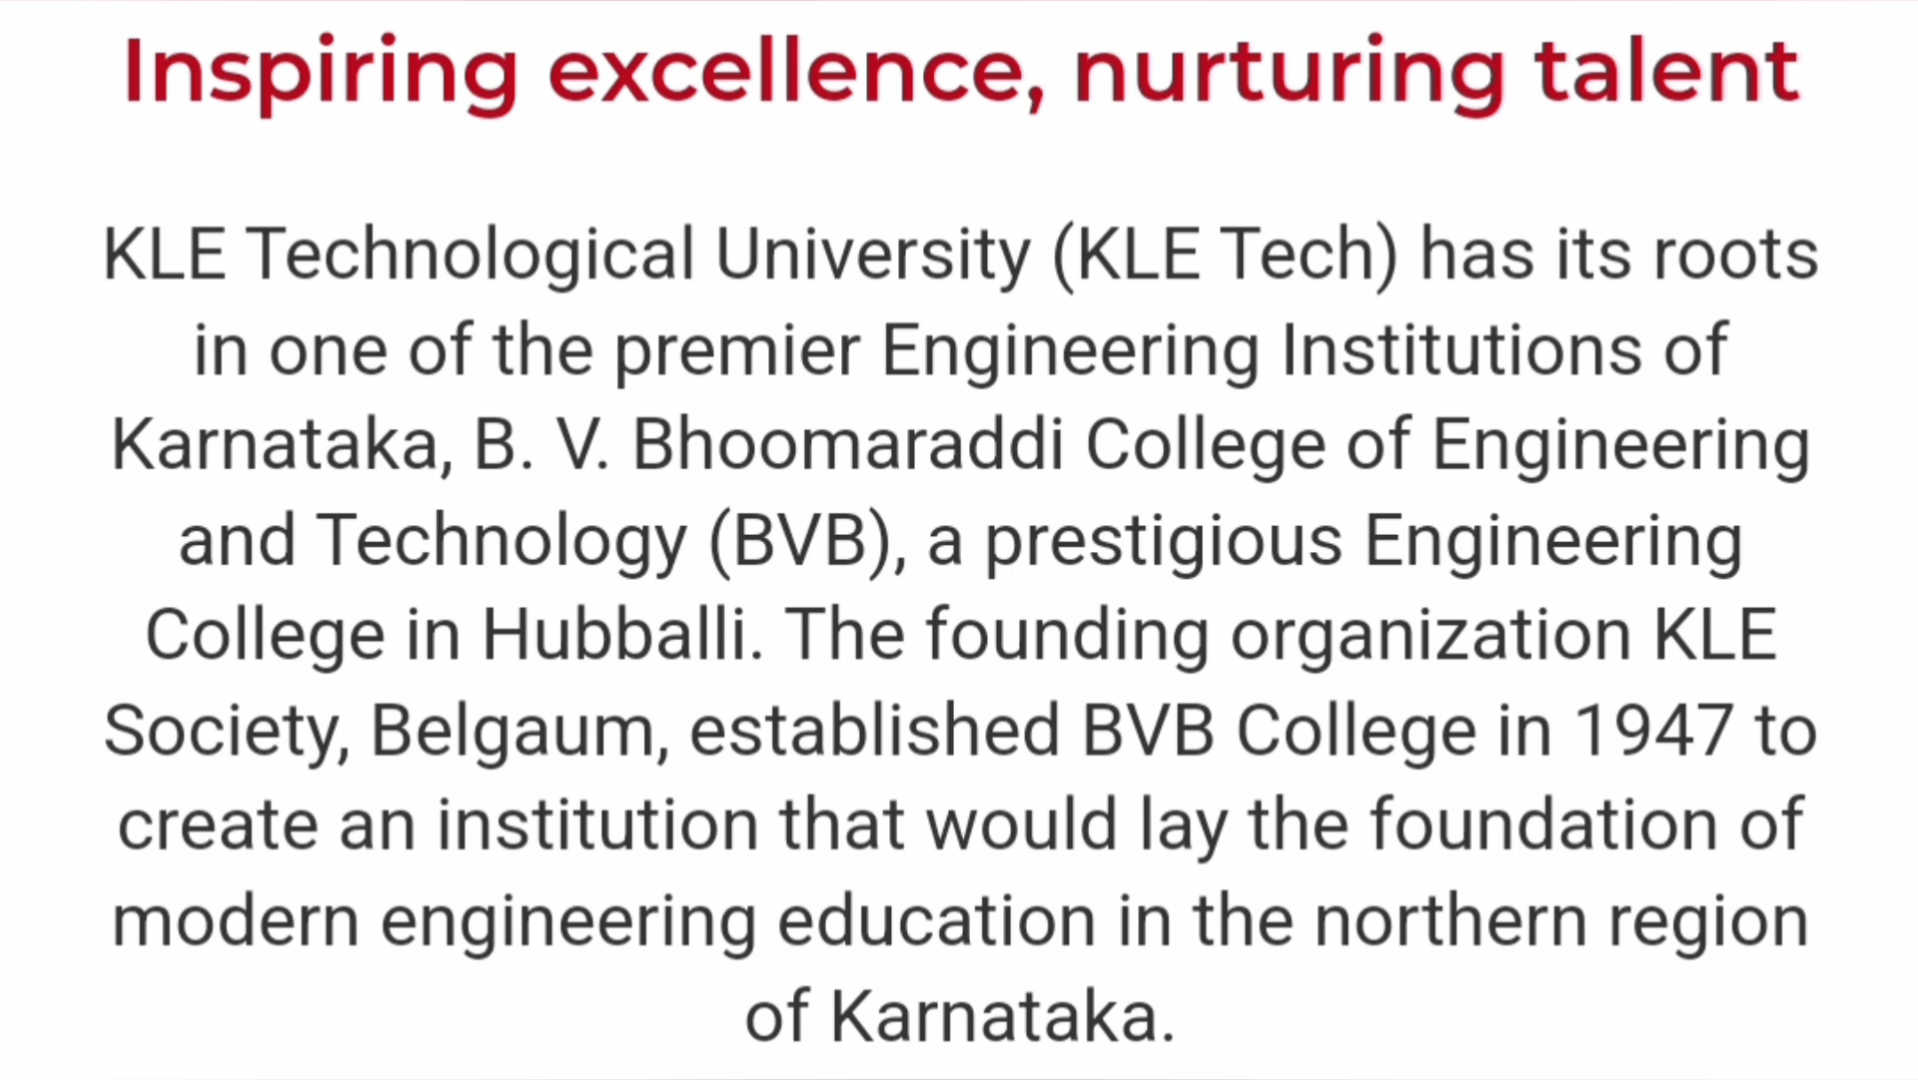 Inspiring excellence, nurturing talent
KLE Technological University (KLE Tech) has its roots
in one of the premier Engineering Institutions of
Karnataka, B. V. Bhoomaraddi College of Engineering
and Technology (BVB), a prestigious Engineering
College in Hubballi. The founding organization KLE
Society, Belgaum, established BVB College in 1947 to
create an institution that would lay the foundation of
modern engineering education in the northern region
of Karnataka.